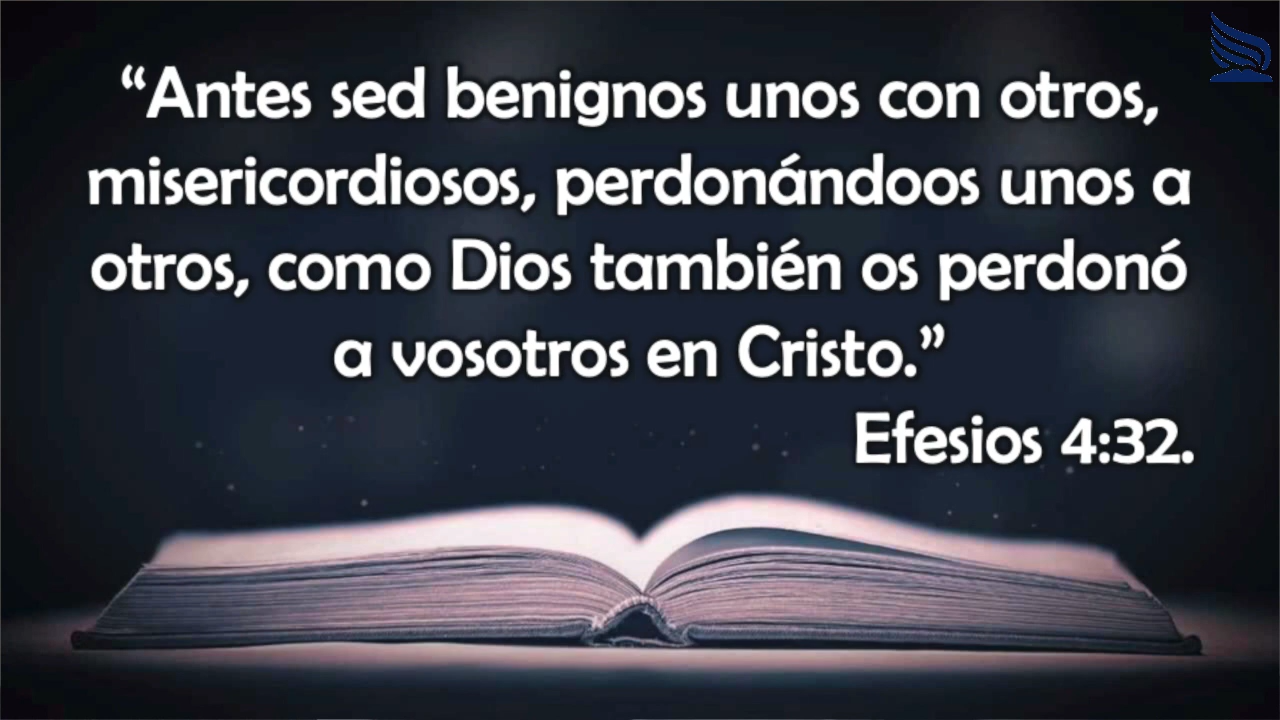 “Antes sed benignos unos con otros,
misericordiosos, perdonándoos unos a
otros, como Dios también os perdonó
a vosotros en Cristo.”
Efesios 4:32.